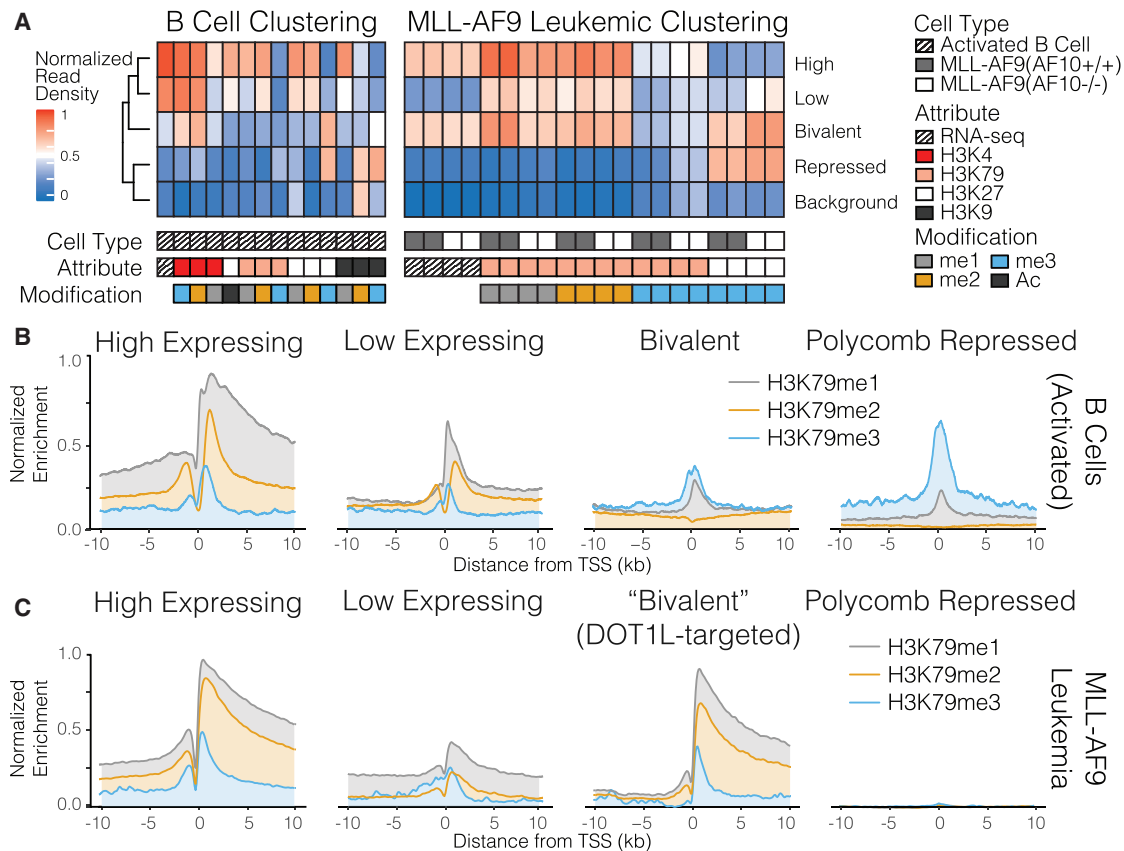 A
B Cell Clustering
MLL-AF9 Leukemic Clustering
Normalized
Read
Density
1
0.5
0
High
Low
Bivalent
Repressed
Background
Cell Type
Attribute
Modification
Cell Type
Activated B Cell
MLL-AF9(AF10+/+)
MLL-AF9(AF10-/-)
Attribute
RNA-seq
H3K4
H3K79
H3K27
H3K9
Modification
me1 me3
me2 Ac
B
High Expressing
Low Expressing
Bivalent
Polycomb Repressed
Normalized
Enrichment
1.0
0.5
0.0
H3K79me1
H3K79me2
H3K79me3
B Cells
(Activated)
-10 -5 0 5 10
-10 -5 0 5 10
-10 −5 0 5 10
-10 −5 0 5 10
Distance from TSS (kb)
C
High Expressing
Low Expressing
“Bivalent”
(DOT1L-targeted)
Polycomb Repressed
Normalized
Enrichment
1.0
0.5
0.0
H3K79me1
H3K79me2
H3K79me3
MLL-AF9
Leukemia
-10 -5 0 5 10
-10 -5 0 5 10
-10 −5 0 5 10
-10 -5 0 5 10
Distance from TSS (kb)